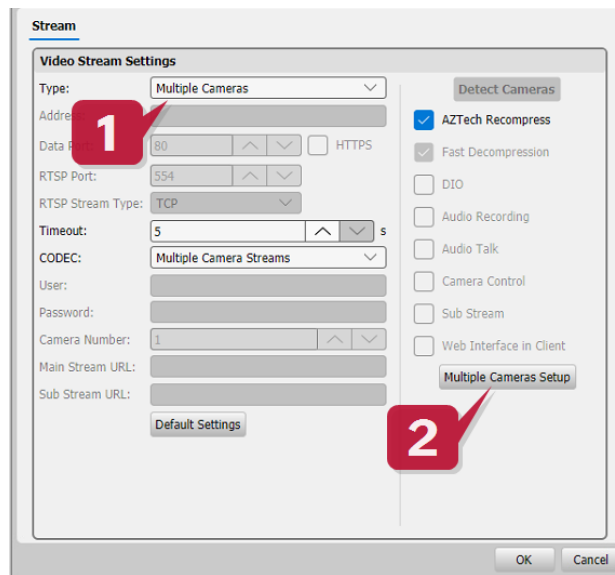 Stream
Video Stream Settings
Type: Multiple Cameras
Detect Cameras
1
AZTech Recompress
80 HTTPS
Fast Decompression
RTSP Port: 554
DIO
RTSP Stream Type: TCP
Audio Recording
Timeout: 5 s
Audio Talk
CODEC: Multiple Camera Streams
User:
Camera Control
Password:
Sub Stream
Camera Number: 1
Web Interface in Client
Main Stream URL:
Multiple Cameras Setup
Sub Stream URL:
Default Settings
2
OK Cancel